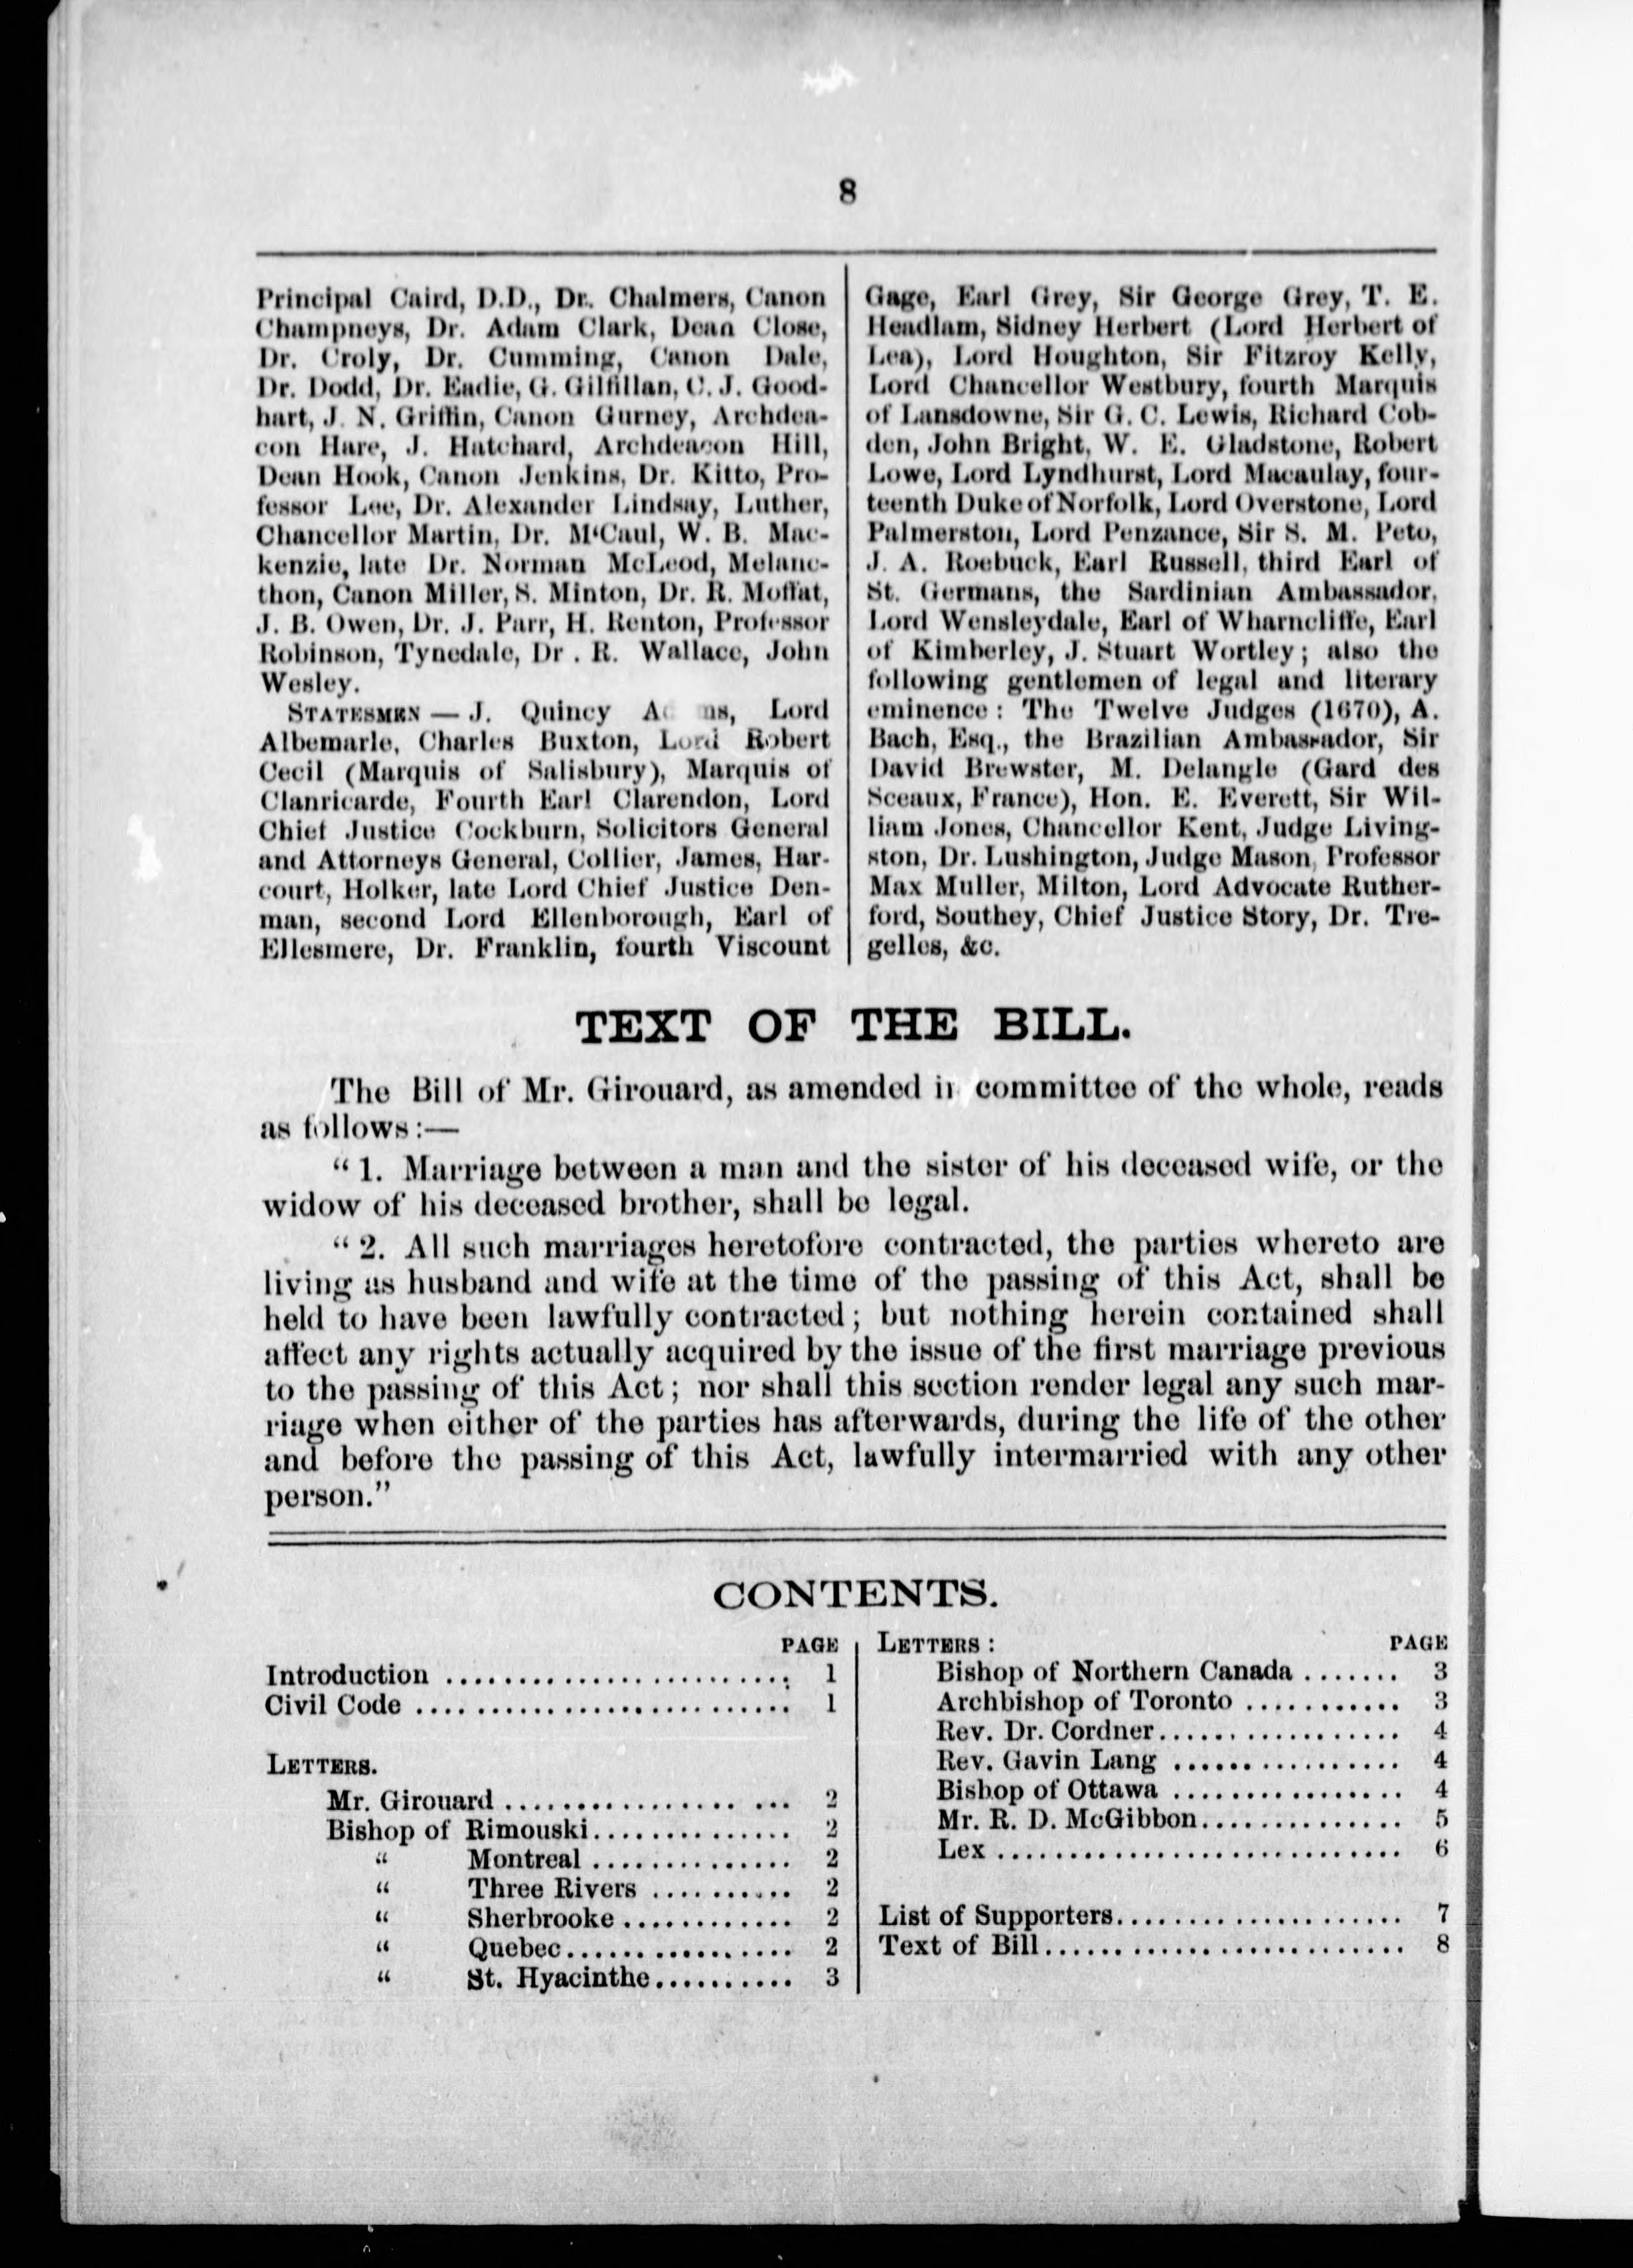 8
Principal Caird, D.D., Dr. Chalmers, Canon
Champneys, Dr. Adam Clark, Dean Close,
Dr. Croly, Dr. Cumming, Canon Dale,
Dr. Dodd, Dr. Eadie, G. Gilfillan, C. J. Good-
hart, J. N. Griffin, Canon Gurney, Archdea-
con Hare, J. Hatchard, Archdeacon Hill,
Dean Hook, Canon Jenkins, Dr. Kitto, Pro-
fessor Lee, Dr. Alexander Lindsay, Luther,
Chancellor Martin, Dr. M'Caul, W. B. Mac-
kenzie, late Dr. Norman McLeod, Melanc-
thon, Canon Miller, S. Minton, Dr. R. Moffat,
J. B. Owen, Dr. J. Parr, H. Renton, Professor
Robinson, Tynedale, Dr . R. Wallace, John
Wesley.
STATESMEN — J. Quincy Lord
Albemarle, Charles Buxton, Lord Robert
Cecil (Marquis of Salisbury), Marquis of
Clanricarde, Fourth Earl Clarendon, Lord
Chief Justice Cockburn, Solicitors General
and Attorneys General, Collier, James, Har-
court, Holker, late Lord Chief Justice Den-
man, second Lord Ellenborough, Earl of
Ellesmere, Dr. Franklin, fourth Viscount
Gage, Earl Grey, Sir George Grey, T. E.
Headlam, Sidney Herbert (Lord Herbert of
Lea), Lord Houghton, Sir Fitzroy Kelly,
Lord Chancellor Westbury, fourth Marquis
of Lansdowne, Sir G. C. Lewis, Richard Cob-
den, John Bright, W. E. Gladstone, Robert
Lowe, Lord Lyndhurst, Lord Macaulay, four-
teenth Duke of Norfolk, Lord Overstone, Lord
Palmerston, Lord Penzance, Sir S. M. Peto,
J. A. Roebuck, Earl Russell, third Earl of
St. Germans, the Sardinian Ambassador,
Lord Wensleydale, Earl of Wharncliffe, Earl
of Kimberley, J. Stuart Wortley; also the
following gentlemen of legal and literary
eminence : The Twelve Judges (1670), A.
Bach, Esq., the Brazilian Ambassador, Sir
David Brewster, M. Delangle (Gard des
Sceaux, France), Hon. E. Everett, Sir Wil-
liam Jones, Chancellor Kent, Judge Living-
ston, Dr. Lushington, Judge Mason, Professor
Max Muller, Milton, Lord Advocate Ruther-
ford, Southey, Chief Justice Story, Dr. Tre-
gelles, &c.
TEXT OF THE BILL.
The Bill of Mr. Girouard, as amended in committee of the whole, reads
as follows:—
"1. Marriage between a man and the sister of his deceased wife, or the
widow of his deceased brother, shall be legal.
"2. All such marriages heretofore contracted, the parties whereto are
living as husband and wife at the time of the passing of this Act, shall be
held to have been lawfully contracted; but nothing herein contained shall
affect any rights actually acquired by the issue of the first marriage previous
to the passing of this Act; nor shall this section render legal any such mar-
riage when either of the parties has afterwards, during the life of the other
and before the passing of this Act, lawfully intermarried with any other
person."
CONTENTS.
PAGE
Introduction ........................ 1
Civil Code .......................... 1
LETTERS.
Mr. Girouard .................... 2
Bishop of Rimouski.............. 2
" Montreal .............. 2
" Three Rivers .......... 2
" Sherbrooke ............ 2
" Quebec................ 2
" St. Hyacinthe.......... 3
LETTERS : PAGE
Bishop of Northern Canada ....... 3
Archbishop of Toronto ........... 3
Rev. Dr. Cordner................. 4
Rev. Gavin Lang ................ 4
Bishop of Ottawa ................ 4
Mr. R. D. McGibbon.............. 5
Lex ............................ 6
List of Supporters.................... 7
Text of Bill.......................... 8